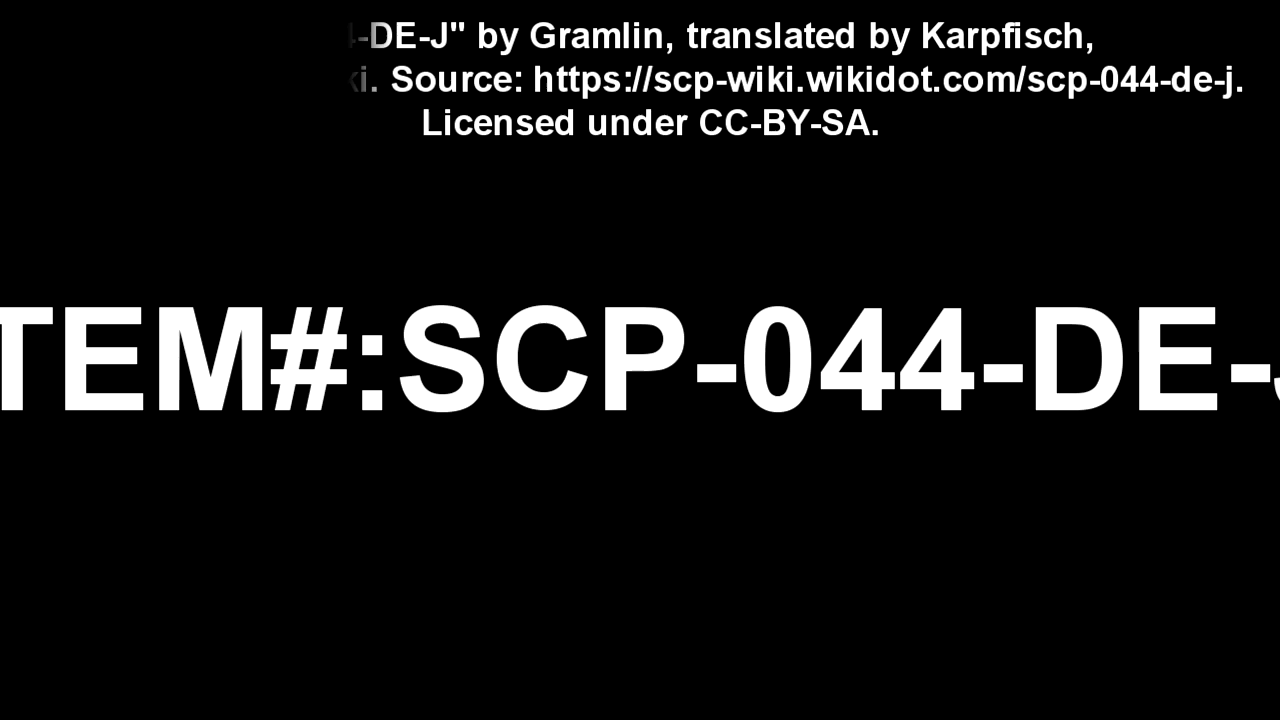 -DE-J" by Gramlin, translated by Karpfisch,
ki. Source: https://scp-wiki.wikidot.com/scp-044-de-j.
Licensed under CC-BY-SA.
TEM#:SCP-044-DE-J